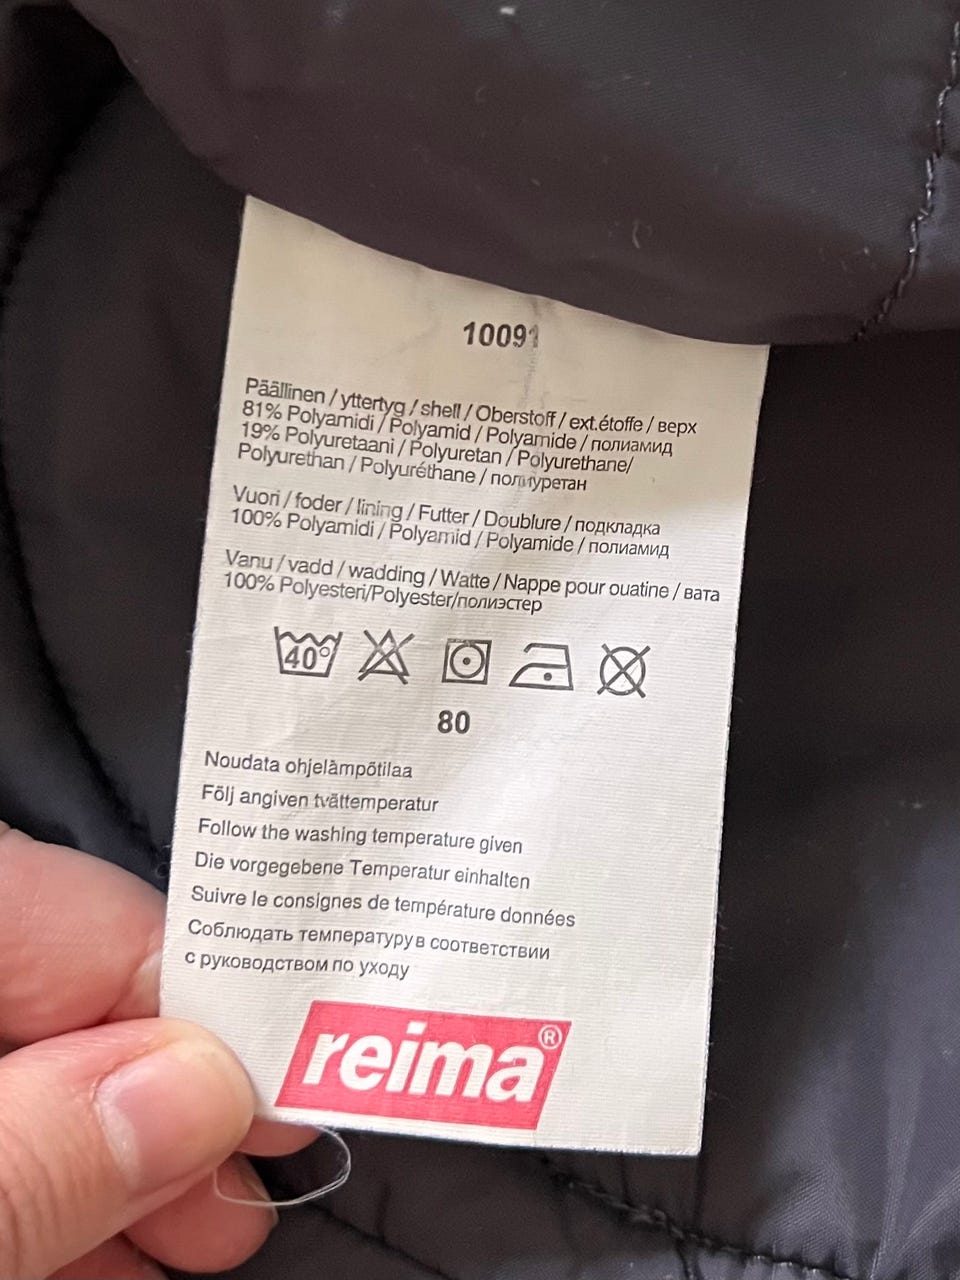 10091
Päällinen / yttertyg / shell / Oberstoff / ext.étoffe / верх
81% Polyamidi / Polyamid / Polyamide / полиамид
19% Polyuretaani / Polyuretan / Polyurethane/
Polyurethan / Polyuréthane / полиуретан
Vuori / foder / lining / Futter / Doublure / подкладка
100% Polyamidi / Polyamid / Polyamide / полиамид
Vanu / vadd / wadding / Watte / Nappe pour ouatine / вата
100% Polyesteri/Polyester/полиэстер
40°
80
Noudata ohjelàmpõtilaa
Fõlj angiven tvättemperatur
Follow the washing temperature given
Die vorgegebene Temperatur einhalten
Suivre le consignes de température données
Соблюдать температуру в соответствии
с руководством по уходу
reima®